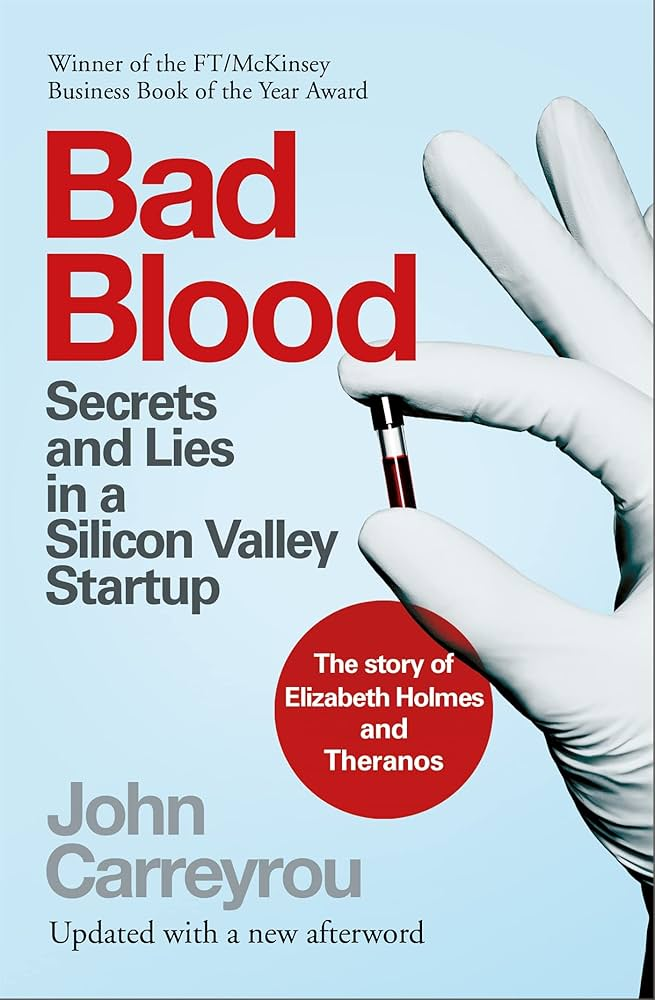 Winner of the FT/McKinsey
Business Book of the Year Award
Bad
Blood
Secrets
and Lies
in a
Silicon Valley
Startup
The story of
Elizabeth Holmes
and
Theranos
John
Carreyrou
Updated with a new afterword